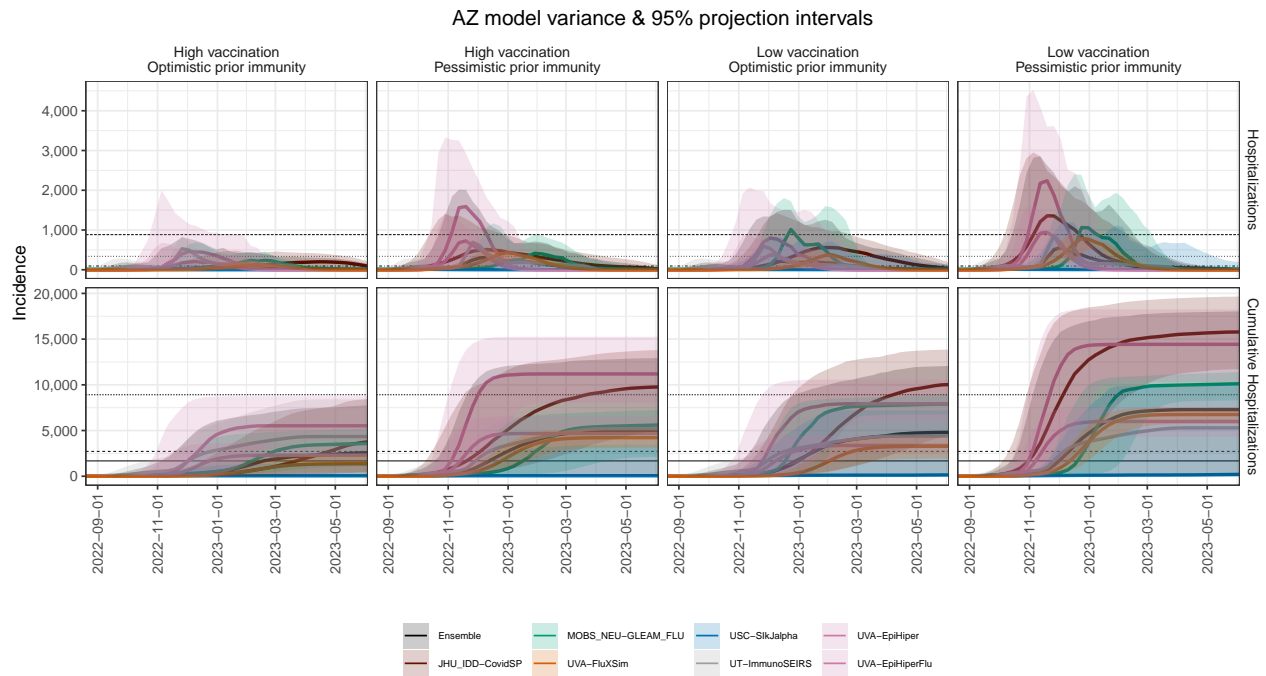 AZ model variance & 95% projection intervals
High vaccination
Optimistic prior immunity
High vaccination
Pessimistic prior immunity
Low vaccination
Optimistic prior immunity
Low vaccination
Pessimistic prior immunity
Incidence
4,000
3,000
2,000
1,000
0
Hospitalizations
20,000
15,000
10,000
5,000
0
Cumulative Hospitalizations
2022−09−01
2022−11−01
2023−01−01
2023−03−01
2023−05−01
2022−09−01
2022−11−01
2023−01−01
2023−03−01
2023−05−01
2022−09−01
2022−11−01
2023−01−01
2023−03−01
2023−05−01
2022−09−01
2022−11−01
2023−01−01
2023−03−01
2023−05−01
Ensemble
MOBS_NEU−GLEAM_FLU
USC−SIkJalpha
UVA−EpiHiper
JHU_IDD−CovidSP
UVA−FluXSim
UT−ImmunoSEIRS
UVA−EpiHiperFlu